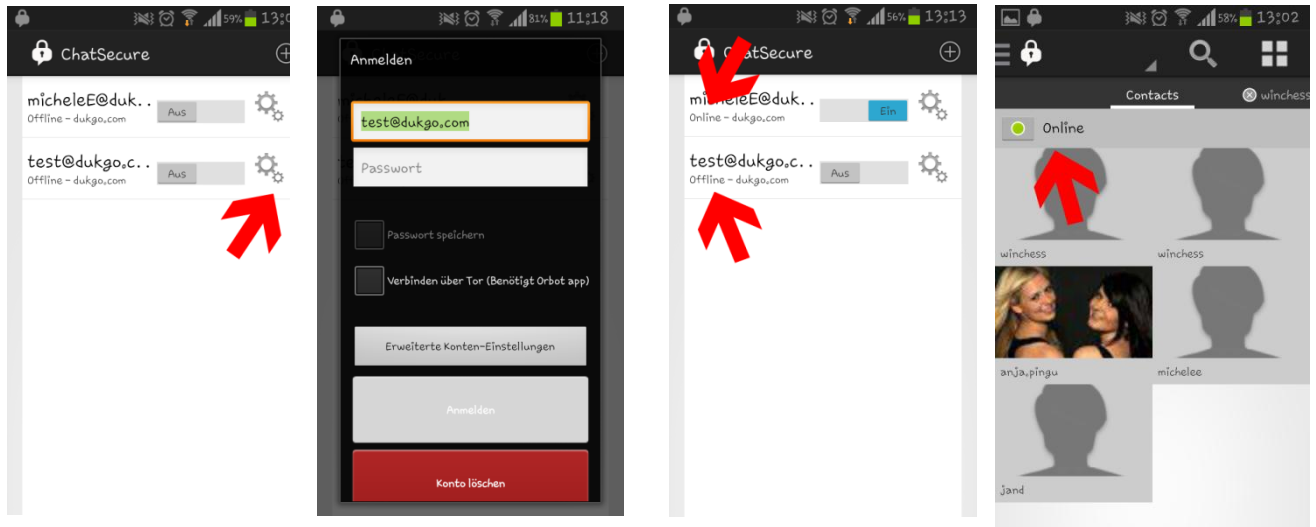 59% 13:0
ChatSecure
micheleE@duk..
Offline - dukgo.com
Aus
test@dukgo.c..
Offline - dukgo.com
Aus
81% 11:18
Anmelden
test@dukgo.com
Passwort
Passwort speichern
Verbinden über Tor (Benötigt Orbot app)
Erweiterte Konten-Einstellungen
Anmelden
Konto löschen
56% 13:13
atSecure
mi heleE@duk..
Online - dukgo.com
Ein
test@dukgo.c..
Offline - dukgo.com
Aus
58% 13:02
Contacts
winchess
Online
winchess
winchess
anja.pingu
michelee
jand